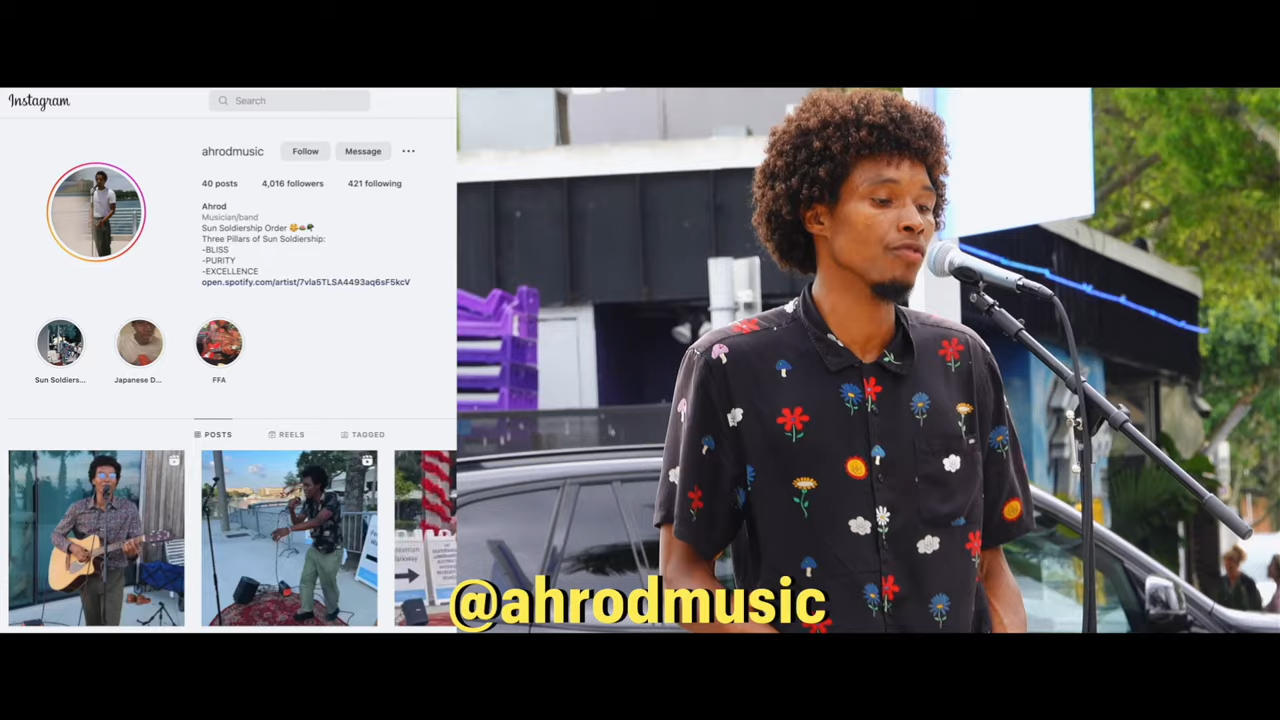 Instagram
Search
ahrodmusic Follow Message
40 posts 4,016 followers 421 following
Ahrod
Musician/band
Sun Soldiership Order
Three Pillars of Sun Soldiership:
-BLISS
-PURITY
-EXCELLENCE
open.spotify.com/artist/7vla5TLSA4493aq6sF5kcV
Sun Soldiers... Japanese D... FFA
POSTS REELS TAGGED
@ahrodmusic